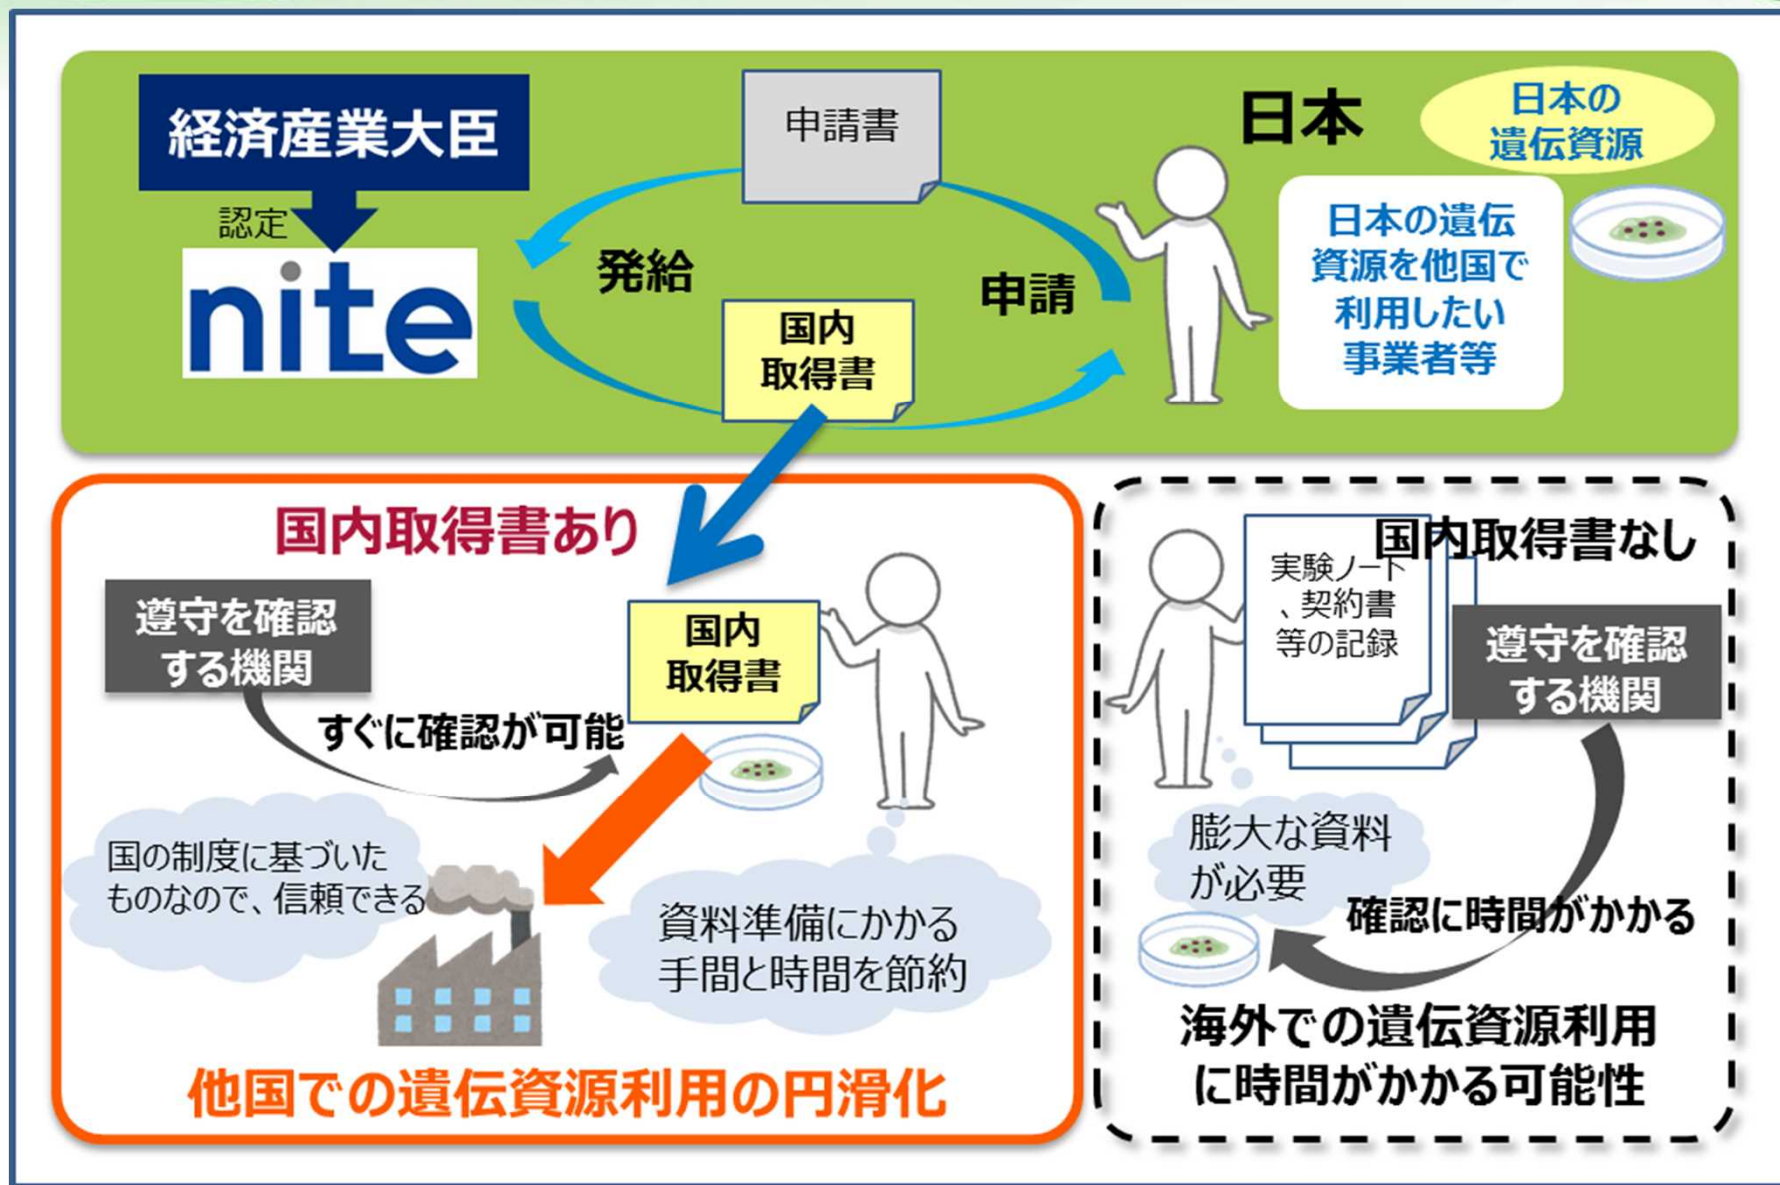 経済産業大臣
認定
nite
申請書
発給
申請
国内
取得書
日本
日本の
遺伝資源
日本の遺伝
資源を他国で
利用したい
事業者等
国内取得書あり
遵守を確認
する機関
すぐに確認が可能
国内
取得書
国の制度に基づいた
ものなので、信頼できる
資料準備にかかる
手間と時間を節約
他国での遺伝資源利用の円滑化
国内取得書なし
実験ノート
、契約書
等の記録
遵守を確認
する機関
膨大な資料
が必要
確認に時間がかかる
海外での遺伝資源利用
に時間がかかる可能性